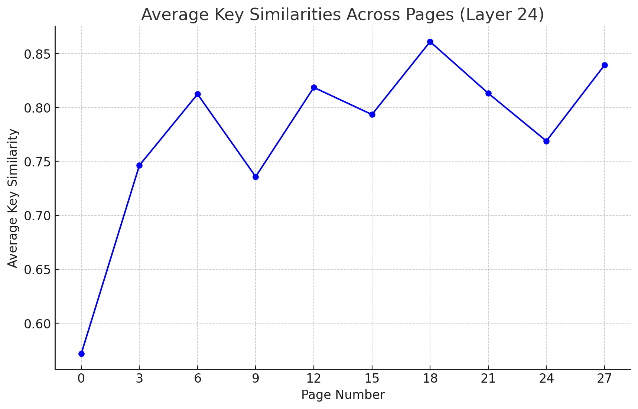 Average Key Similarities Across Pages (Layer 24)
Average Key Similarity
0.85
0.80
0.75
0.70
0.65
0.60
0 3 6 9 12 15 18 21 24 27
Page Number